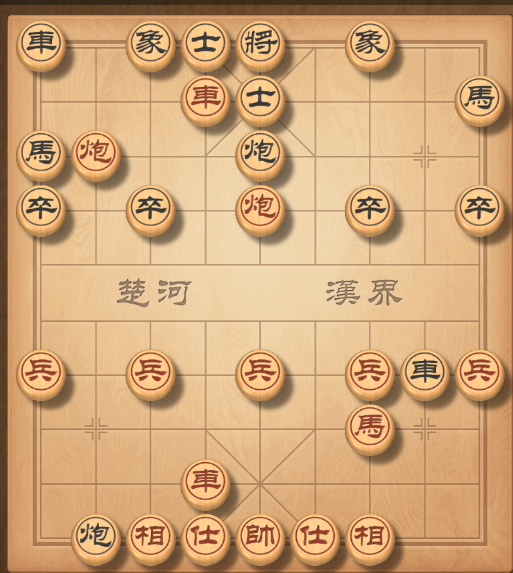 車 象 士 將 象
車 士 馬
馬 炮 炮
卒 卒 炮 卒 卒
楚河 漢界
兵 兵 兵 兵 車 兵
馬
車
炮 相 仕 帥 仕 相